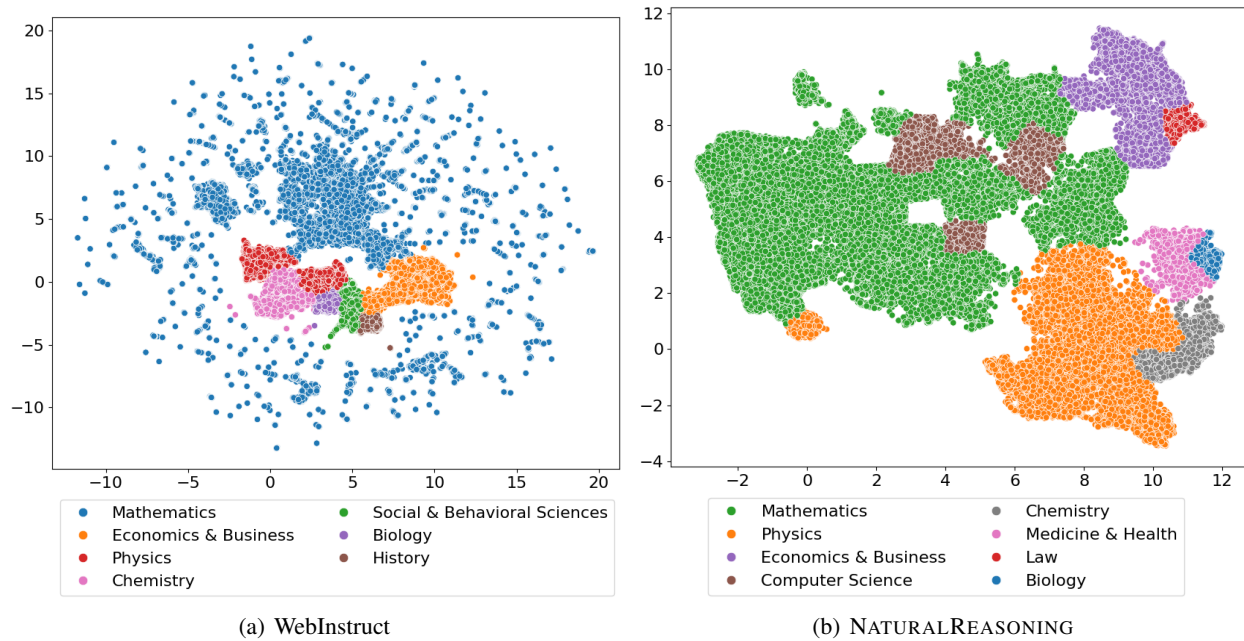 20
15
10
5
0
−5
−10
−10
−5
0
5
10
15
20
Mathematics
Economics & Business
Physics
Chemistry
Social & Behavioral Sciences
Biology
History
(a) WebInstruct
12
10
8
6
4
2
0
−2
−4
−2
0
2
4
6
8
10
12
Mathematics
Physics
Economics & Business
Computer Science
Chemistry
Medicine & Health
Law
Biology
(b) NATURALREASONING